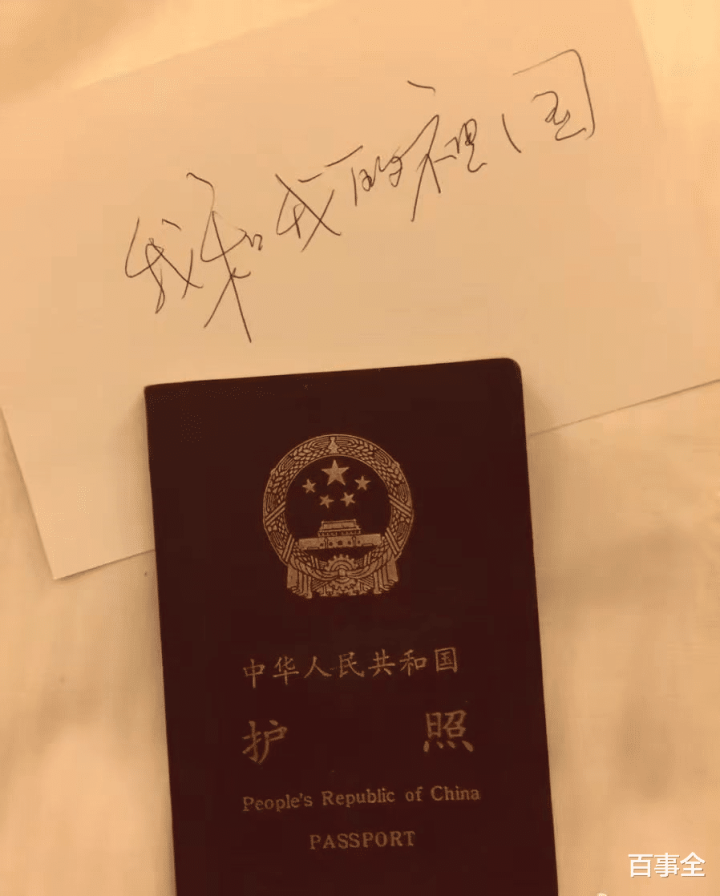 我和我的祖国
中华人民共和国
护照
People's Republic of China
PASSPORT
百事全